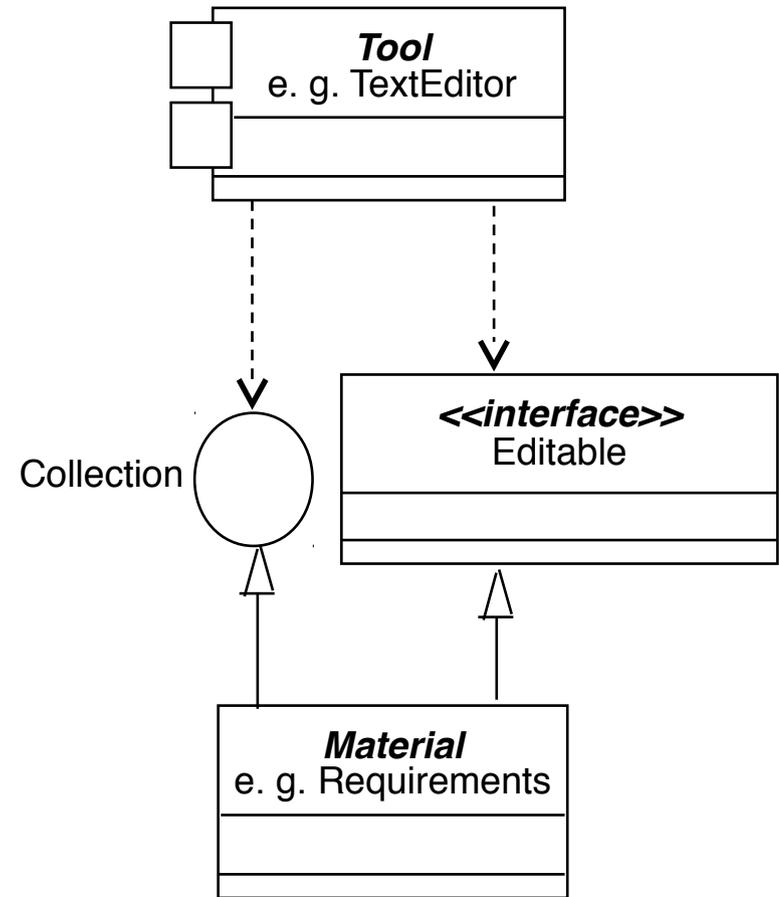 Tool
e. g. TextEditor
<<interface>>
Editable
Collection
Material
e. g. Requirements